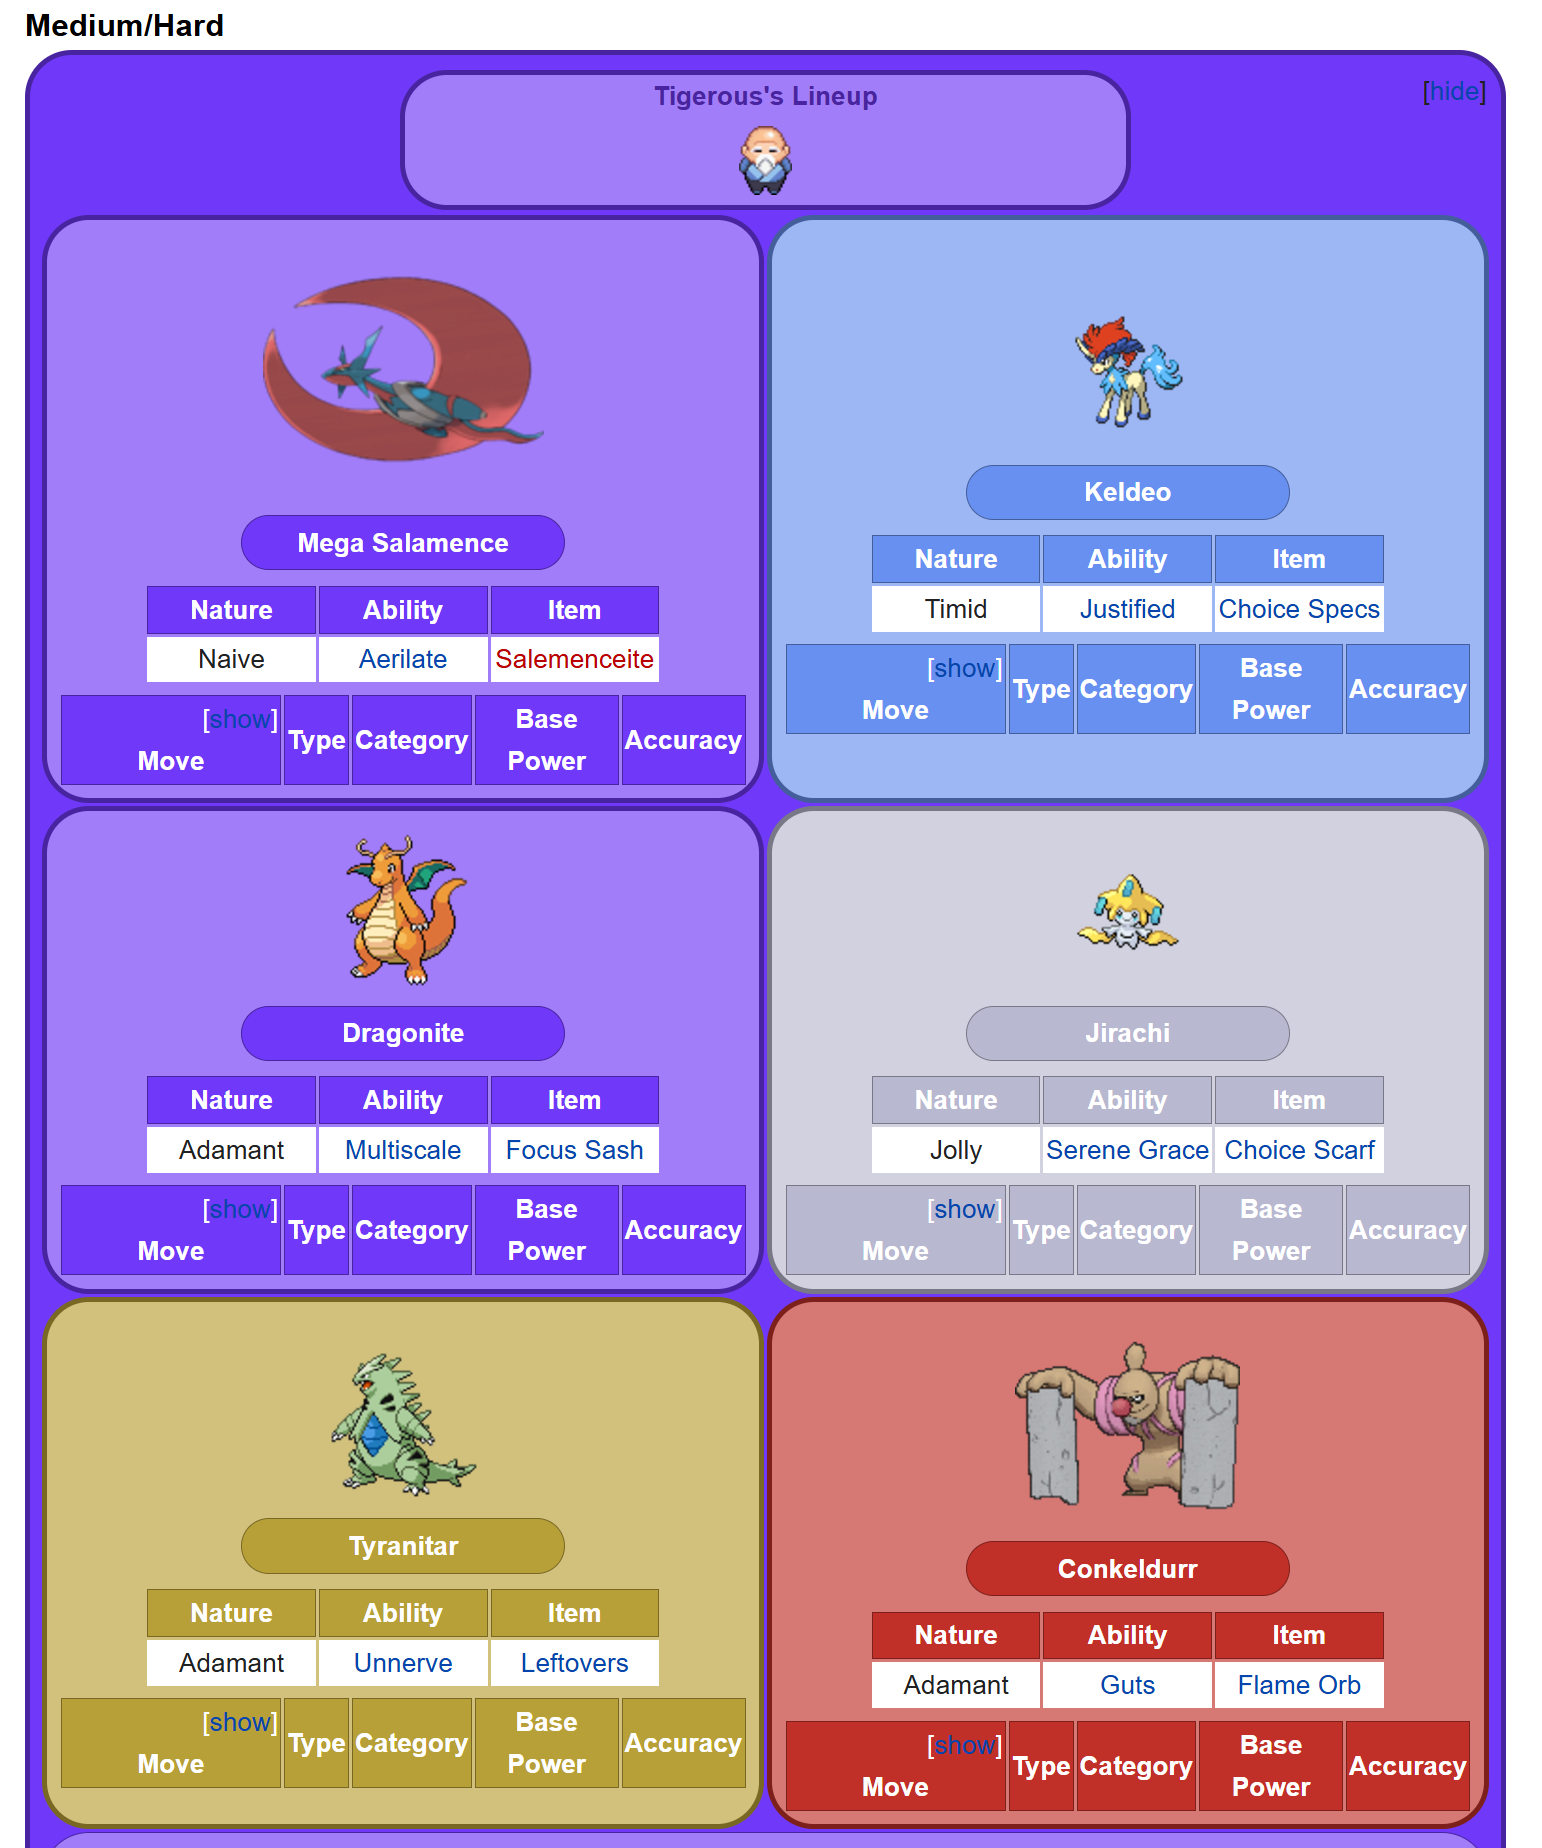 Medium/Hard
Tigerous's Lineup
[hide]
Mega Salamence
Nature Ability Item
Naive Aerilate Salemenceite
[show]
Move Type Category Base Power Accuracy
Keldeo
Nature Ability Item
Timid Justified Choice Specs
[show]
Move Type Category Base Power Accuracy
Dragonite
Nature Ability Item
Adamant Multiscale Focus Sash
[show]
Move Type Category Base Power Accuracy
Jirachi
Nature Ability Item
Jolly Serene Grace Choice Scarf
[show]
Move Type Category Base Power Accuracy
Tyranitar
Nature Ability Item
Adamant Unnerve Leftovers
[show]
Move Type Category Base Power Accuracy
Conkeldurr
Nature Ability Item
Adamant Guts Flame Orb
[show]
Move Type Category Base Power Accuracy